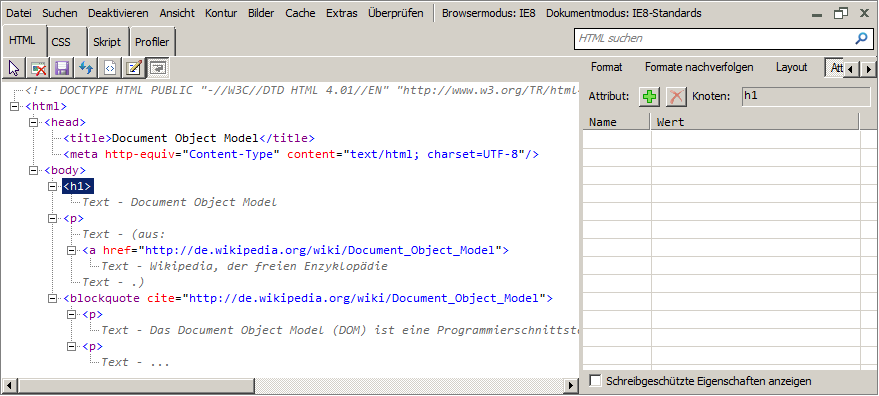 Datei Suchen Deaktivieren Ansicht Kontur Bilder Cache Extras Überprüfen Browsermodus: IE8 Dokumentmodus: IE8-Standards
HTML CSS Skript Profiler
HTML suchen
Format Formate nachverfolgen Layout Att
Attribut: Knoten: h1
Name Wert
<!-- DOCTYPE HTML PUBLIC "-//W3C//DTD HTML 4.01//EN" "http://www.w3.org/TR/html-
<html>
<head>
<title>Document Object Model</title>
<meta http-equiv="Content-Type" content="text/html; charset=UTF-8"/>
<body>
<h1>
Text - Document Object Model
<p>
Text - (aus:
<a href="http://de.wikipedia.org/wiki/Document_Object_Model">
Text - Wikipedia, der freien Enzyklopädie
Text - .)
<blockquote cite="http://de.wikipedia.org/wiki/Document_Object_Model">
<p>
Text - Das Document Object Model (DOM) ist eine Programmierschnittste
<p>
Text - ...
Schreibgeschützte Eigenschaften anzeigen